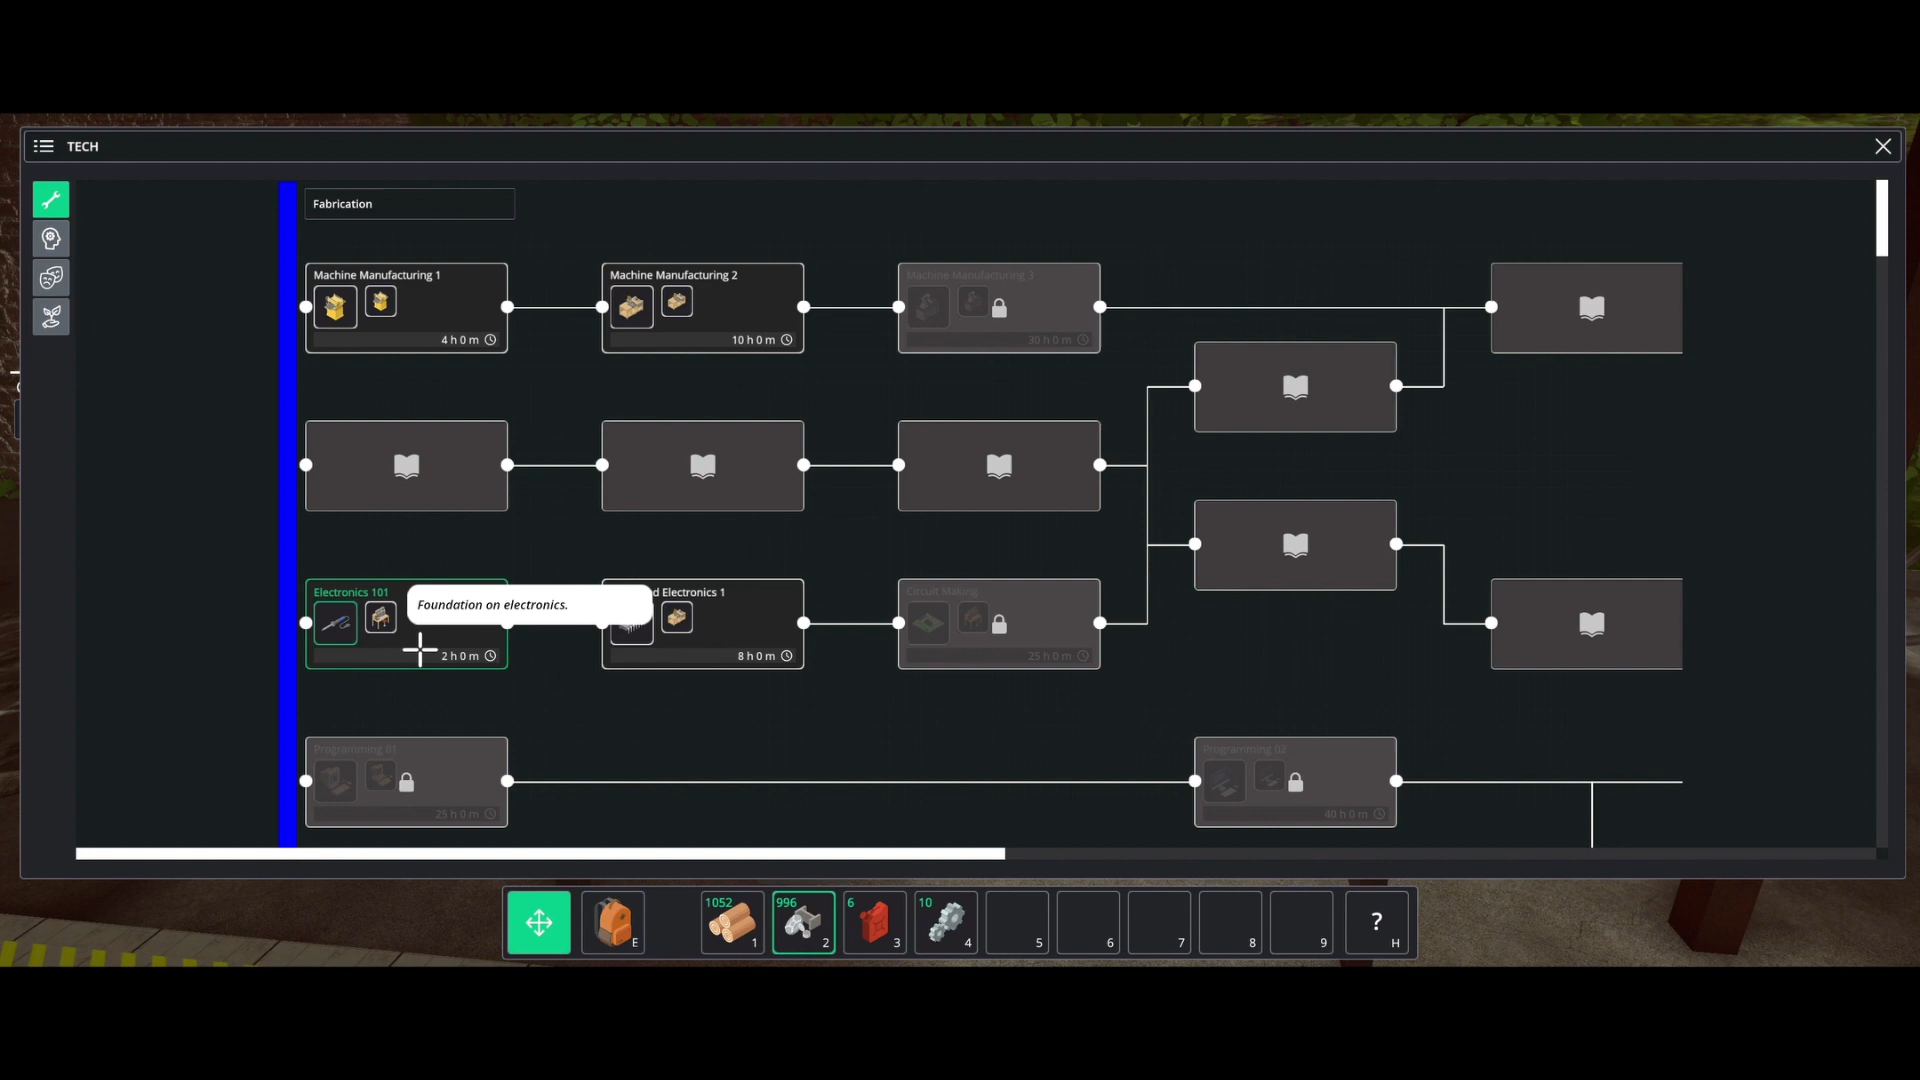 TECH
Fabrication
Machine Manufacturing 1
4 h 0 m
Machine Manufacturing 2
10 h 0 m
Machine Manufacturing 3
30 h 0 m
Electronics 101
2 h 0 m
Foundation on electronics.
d Electronics 1
8 h 0 m
Circuit Making
25 h 0 m
Programming 01
25 h 0 m
Programming 02
40 h 0 m
E
1052
1
996
2
6
3
10
4
5
6
7
8
9
?
H